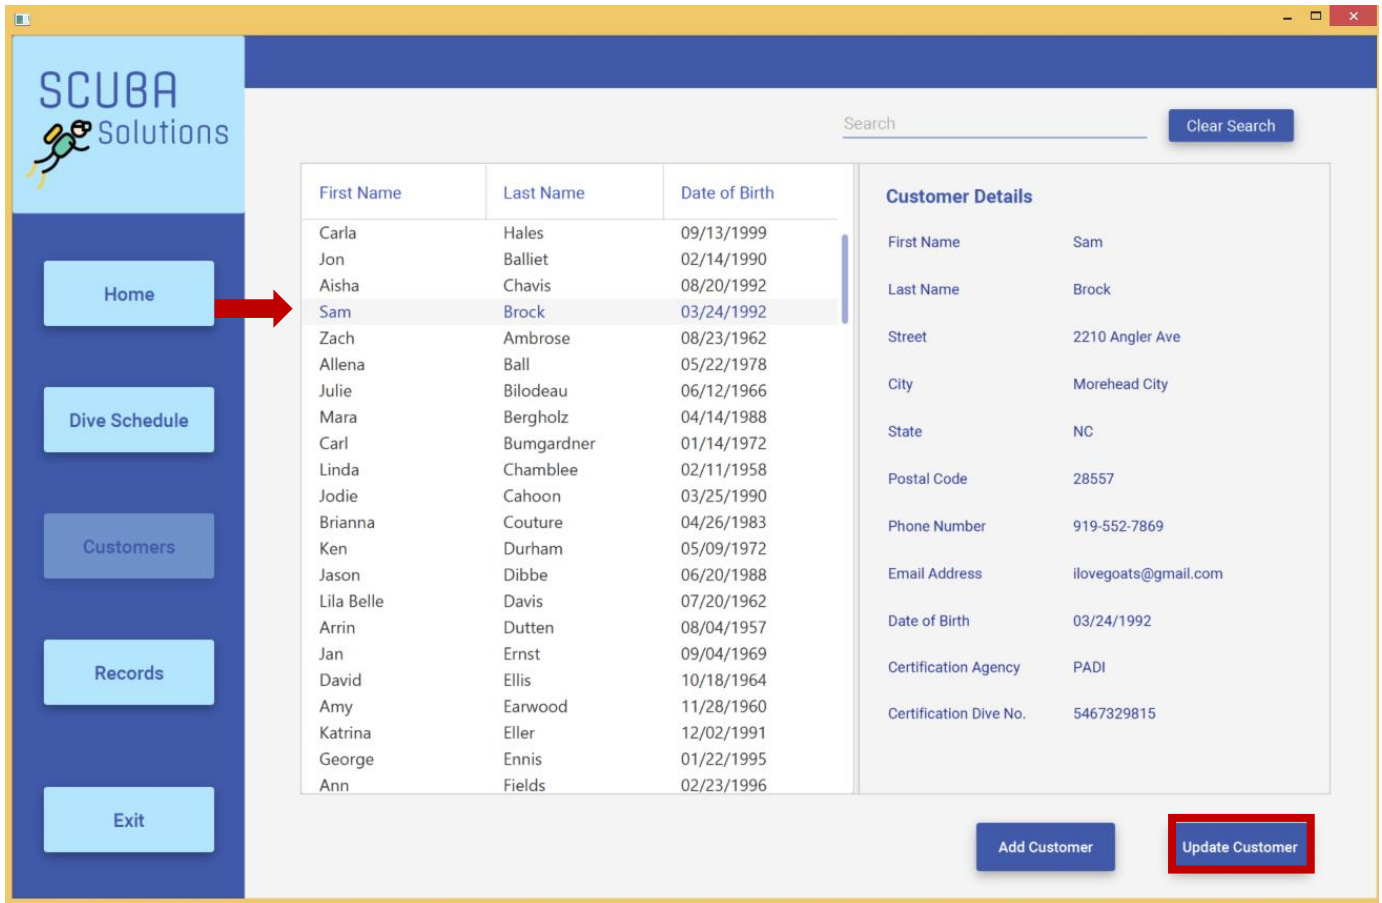 SCUBA
Solutions
Search
Clear Search
Home
Dive Schedule
Customers
Records
Exit
First Name Last Name Date of Birth
Carla Hales 09/13/1999
Jon Balliet 02/14/1990
Aisha Chavis 08/20/1992
Sam Brock 03/24/1992
Zach Ambrose 08/23/1962
Allena Ball 05/22/1978
Julie Bilodeau 06/12/1966
Mara Bergholz 04/14/1988
Carl Bumgardner 01/14/1972
Linda Chamblee 02/11/1958
Jodie Cahoon 03/25/1990
Brianna Couture 04/26/1983
Ken Durham 05/09/1972
Jason Dibbe 06/20/1988
Lila Belle Davis 07/20/1962
Arrin Dutten 08/04/1957
Jan Ernst 09/04/1969
David Ellis 10/18/1964
Amy Earwood 11/28/1960
Katrina Eller 12/02/1991
George Ennis 01/22/1995
Ann Fields 02/23/1996
Customer Details
First Name Sam
Last Name Brock
Street 2210 Angler Ave
City Morehead City
State NC
Postal Code 28557
Phone Number 919-552-7869
Email Address ilovegoats@gmail.com
Date of Birth 03/24/1992
Certification Agency PADI
Certification Dive No. 5467329815
Add Customer
Update Customer